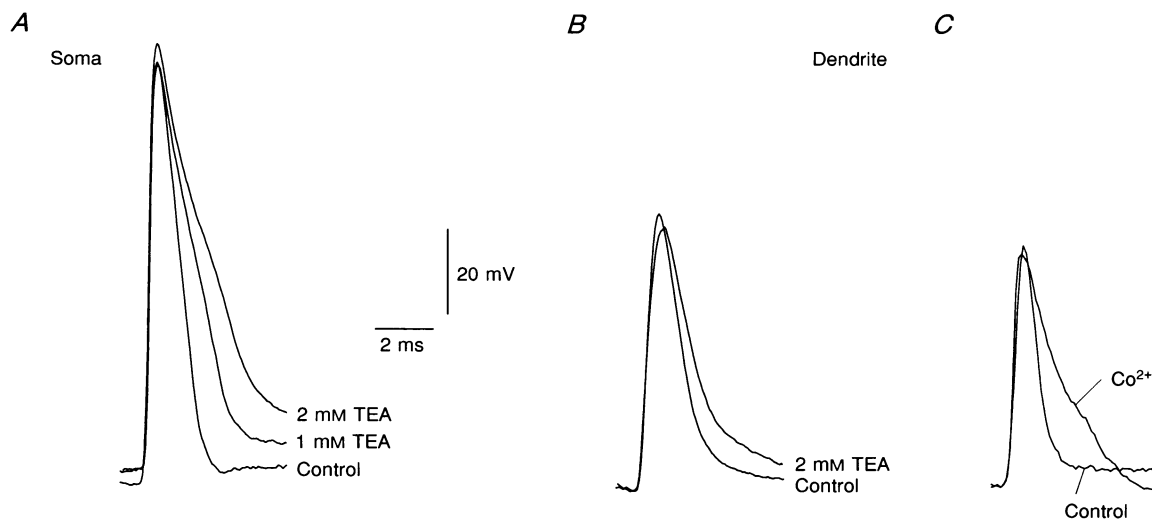 A
Soma
20 mV
2 ms
2 mM TEA
1 mM TEA
Control
B
Dendrite
2 mM TEA
Control
C
Co²⁺
Control